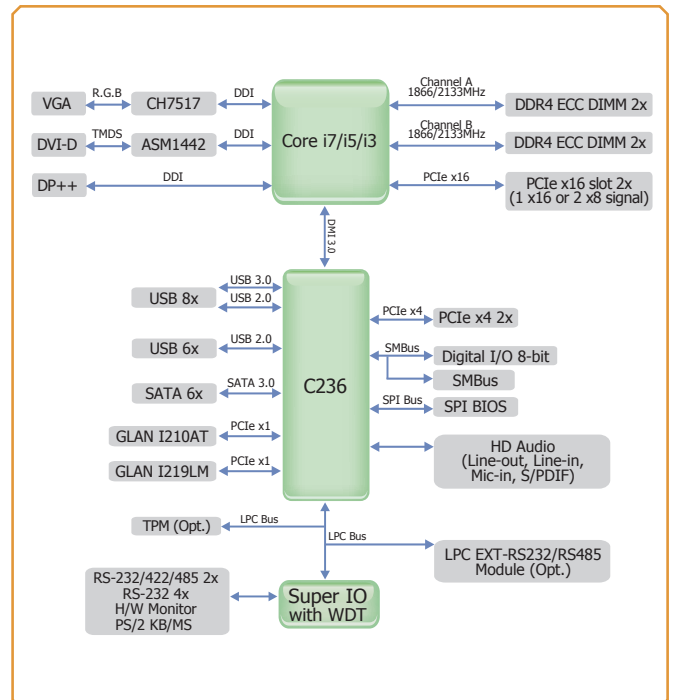 VGA
R.G.B
CH7517
DDI
DVI-D
TMDS
ASM1442
DDI
DP++
DDI
Core i7/i5/i3
Channel A
1866/2133MHz
DDR4 ECC DIMM 2x
Channel B
1866/2133MHz
DDR4 ECC DIMM 2x
PCIe x16
PCIe x16 slot 2x
(1 x16 or 2 x8 signal)
DMI 3.0
USB 8x
USB 3.0
USB 2.0
USB 6x
USB 2.0
SATA 6x
SATA 3.0
GLAN I210AT
PCIe x1
GLAN I219LM
PCIe x1
C236
PCIe x4
PCIe x4 2x
SMBus
Digital I/O 8-bit
SMBus
SPI Bus
SPI BIOS
HD Audio
(Line-out, Line-in,
Mic-in, S/PDIF)
TPM (Opt.)
LPC Bus
LPC Bus
LPC EXT-RS232/RS485
Module (Opt.)
RS-232/422/485 2x
RS-232 4x
H/W Monitor
PS/2 KB/MS
Super IO
with WDT